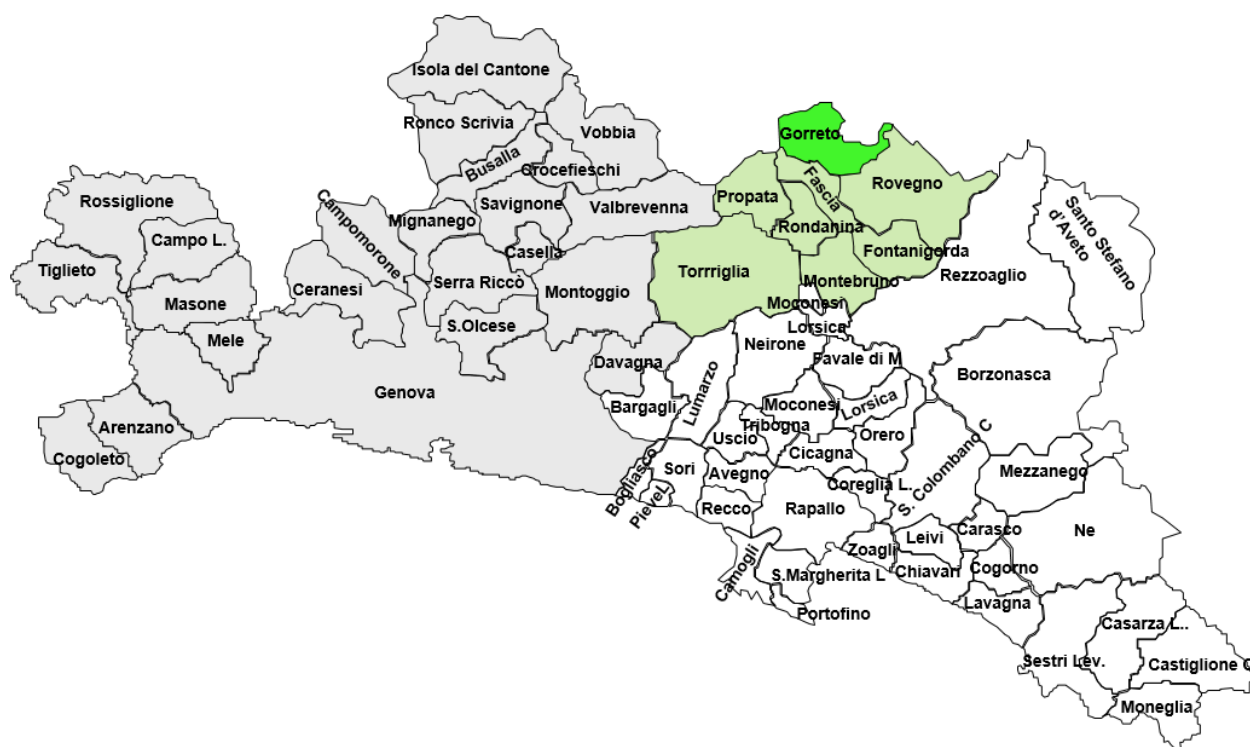 Isola del Cantone
Ronco Scrivia
Vobbia
Gorreto
Busalla
Crocefieschi
Fascia
Rovegno
Rossiglione
Campomorone
Mignanego
Savignone
Valbrevenna
Propata
Santo Stefano
d'Aveto
Campo L.
Rondanina
Casella
Fontanigorda
Tiglieto
Torrriglia
Rezzoaglio
Ceranesi
Serra Riccò
Montoggio
Montebruno
Masone
Moconesi
S.Olcese
Lorsica
Mele
Neirone
Davagna
Favale di M
Genova
Lumarzo
Borzonasca
Bargagli
Moconesi
Lorsica
Arenzano
Tribogna
Uscio
Orero
S. Colombano C
Cicagna
Cogoleto
Bogliasco
Sori
Avegno
Mezzanego
Coreglia L.
PieveL
Recco
Rapallo
Carasco
Ne
Leivi
Zoagli
Camogli
Chiavari
Cogorno
S.Margherita L
Lavagna
Portofino
Casarza L..
Sestri Lev.
Castiglione C
Moneglia